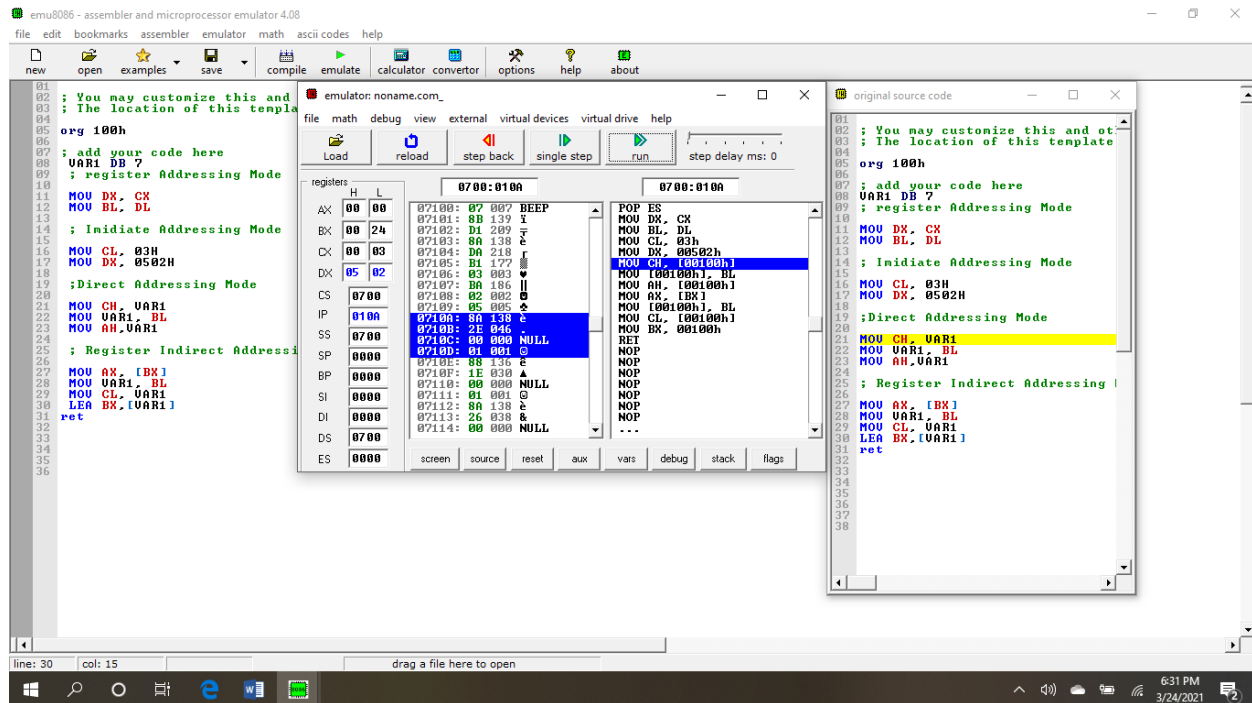 emu8086 - assembler and microprocessor emulator 4.08
file edit bookmarks assembler emulator math ascii codes help
new open examples save compile emulate calculator convertor options help about
01
02 ; You may customize this and
03 ; The location of this templa
04
05 org 100h
06
07 ; add your code here
08 VAR1 DB 7
09 ; register Addressing Mode
10
11 MOV DX, CX
12 MOV BL, DL
13
14 ; Imidiate Addressing Mode
15
16 MOV CL, 03H
17 MOV DX, 0502H
18
19 ;Direct Addressing Mode
20
21 MOV CH, VAR1
22 MOV VAR1, BL
23 MOV AH,VAR1
24
25 ; Register Indirect Addressi
26
27 MOV AX, [BX]
28 MOV VAR1, BL
29 MOV CL, VAR1
30 LEA BX,[VAR1]
31 ret
32
33
34
35
36
emulator: noname.com_
file math debug view external virtual devices virtual drive help
Load reload step back single step run step delay ms: 0
registers
H L
AX 00 00
BX 00 24
CX 00 03
DX 05 02
CS 0700
IP 010A
SS 0700
SP 0000
BP 0000
SI 0000
DI 0000
DS 0700
ES 0000
0700:010A
0700:010A
07100: 07 007 BEEP
07101: 8B 139 ï
07102: D1 209 ╤
07103: 8A 138 è
07104: DA 218 ┌
07105: B1 177 ▒
07106: 03 003 ♥
07107: BA 186 ║
07108: 02 002 ☻
07109: 05 005 ♣
0710A: 8A 138 è
0710B: 2E 046 .
0710C: 00 000 NULL
0710D: 01 001 ☺
0710E: 88 136 ê
0710F: 1E 030 ▲
07110: 00 000 NULL
07111: 01 001 ☺
07112: 8A 138 è
07113: 26 038 &
07114: 00 000 NULL
POP ES
MOV DX, CX
MOV BL, DL
MOV CL, 03h
MOV DX, 00502h
MOV CH, [00100h]
MOV [00100h], BL
MOV AH, [00100h]
MOV AX, [BX]
MOV [00100h], BL
MOV CL, [00100h]
MOV BX, 00100h
RET
NOP
NOP
NOP
NOP
NOP
NOP
NOP
...
screen source reset aux vars debug stack flags
original source code
01
02 ; You may customize this and ot
03 ; The location of this template
04
05 org 100h
06
07 ; add your code here
08 VAR1 DB 7
09 ; register Addressing Mode
10
11 MOV DX, CX
12 MOV BL, DL
13
14 ; Imidiate Addressing Mode
15
16 MOV CL, 03H
17 MOV DX, 0502H
18
19 ;Direct Addressing Mode
20
21 MOV CH, VAR1
22 MOV VAR1, BL
23 MOV AH,VAR1
24
25 ; Register Indirect Addressing
26
27 MOV AX, [BX]
28 MOV VAR1, BL
29 MOV CL, VAR1
30 LEA BX,[VAR1]
31 ret
32
33
34
35
36
37
38
line: 30 col: 15 drag a file here to open
6:31 PM
3/24/2021
2